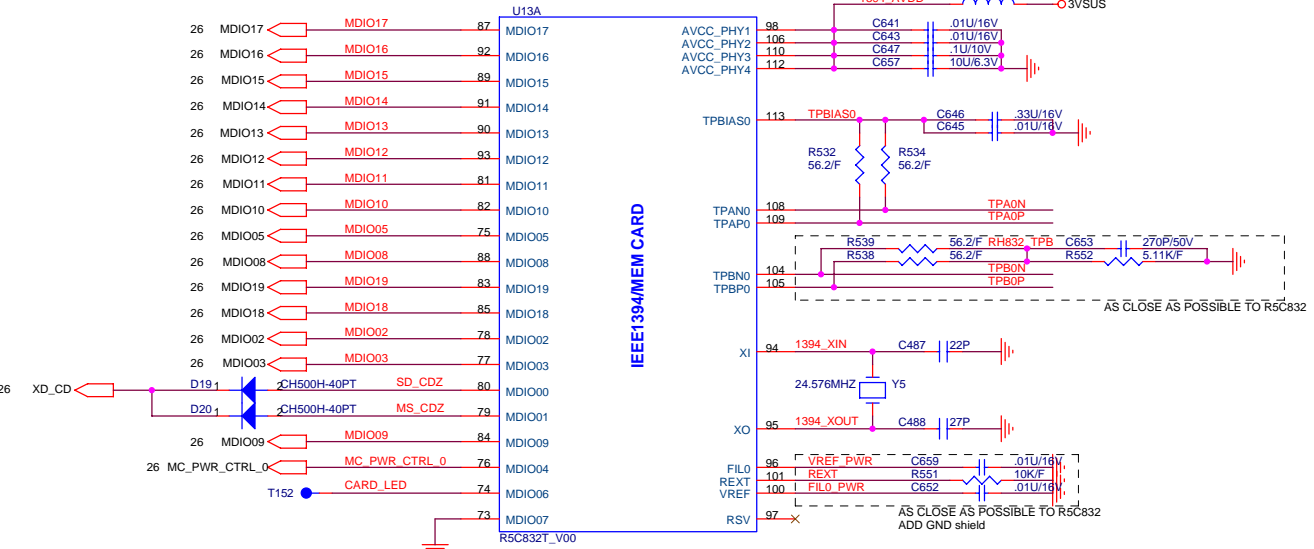 U13A
1394_AVDD
3VSUS
26 MDIO17 MDIO17 87 MDIO17
26 MDIO16 MDIO16 92 MDIO16
26 MDIO15 MDIO15 89 MDIO15
26 MDIO14 MDIO14 91 MDIO14
26 MDIO13 MDIO13 90 MDIO13
26 MDIO12 MDIO12 93 MDIO12
26 MDIO11 MDIO11 81 MDIO11
26 MDIO10 MDIO10 82 MDIO10
26 MDIO05 MDIO05 75 MDIO05
26 MDIO08 MDIO08 88 MDIO08
26 MDIO19 MDIO19 83 MDIO19
26 MDIO18 MDIO18 85 MDIO18
26 MDIO02 MDIO02 78 MDIO02
26 MDIO03 MDIO03 77 MDIO03
26 XD_CD D19 1 2 CH500H-40PT SD_CDZ 80 MDIO00
D20 1 2 CH500H-40PT MS_CDZ 79 MDIO01
26 MDIO09 MDIO09 84 MDIO09
26 MC_PWR_CTRL_0 MC_PWR_CTRL_0 76 MDIO04
T152 CARD_LED 74 MDIO06
73 MDIO07
R5C832T_V00
IEEE1394/MEM CARD
AVCC_PHY1 98 C641 .01U/16V
AVCC_PHY2 106 C643 .01U/16V
AVCC_PHY3 110 C647 .1U/10V
AVCC_PHY4 112 C657 10U/6.3V
TPBIAS0 113 TPBIAS0 C646 .33U/16V
C645 .01U/16V
R532 R534
56.2/F 56.2/F
TPAN0 108 TPA0N
TPAP0 109 TPA0P
R539 56.2/F RH832_TPB C653 270P/50V
R538 56.2/F R552 5.11K/F
TPBN0 104 TPB0N
TPBP0 105 TPB0P
AS CLOSE AS POSSIBLE TO R5C832
XI 94 1394_XIN C487 22P
24.576MHZ Y5
XO 95 1394_XOUT C488 27P
FIL0 96 VREF_PWR C659 .01U/16V
REXT 101 REXT R551 10K/F
VREF 100 FIL0_PWR C652 .01U/16V
RSV 97
AS CLOSE AS POSSIBLE TO R5C832
ADD GND shield